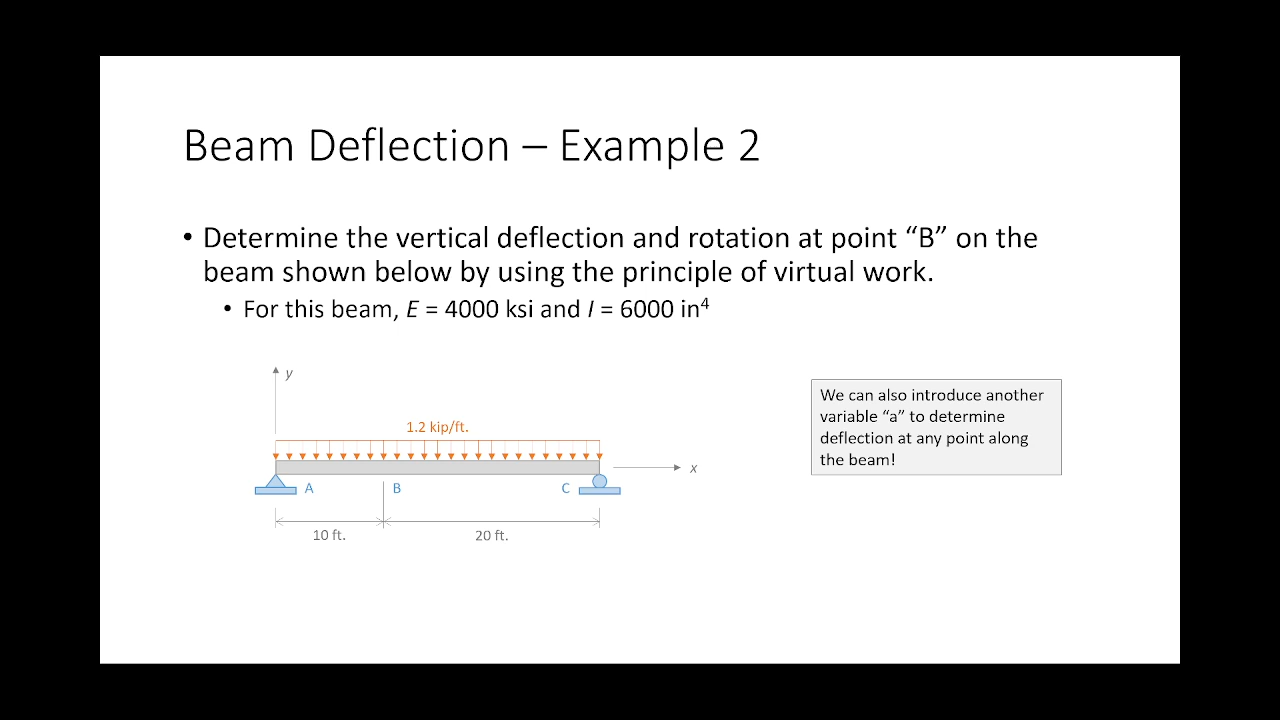 Beam Deflection – Example 2
• Determine the vertical deflection and rotation at point “B” on the
beam shown below by using the principle of virtual work.
• For this beam, E = 4000 ksi and I = 6000 in⁴
y
We can also introduce another
variable “a” to determine
deflection at any point along
the beam!
1.2 kip/ft.
x
A
B
C
10 ft.
20 ft.